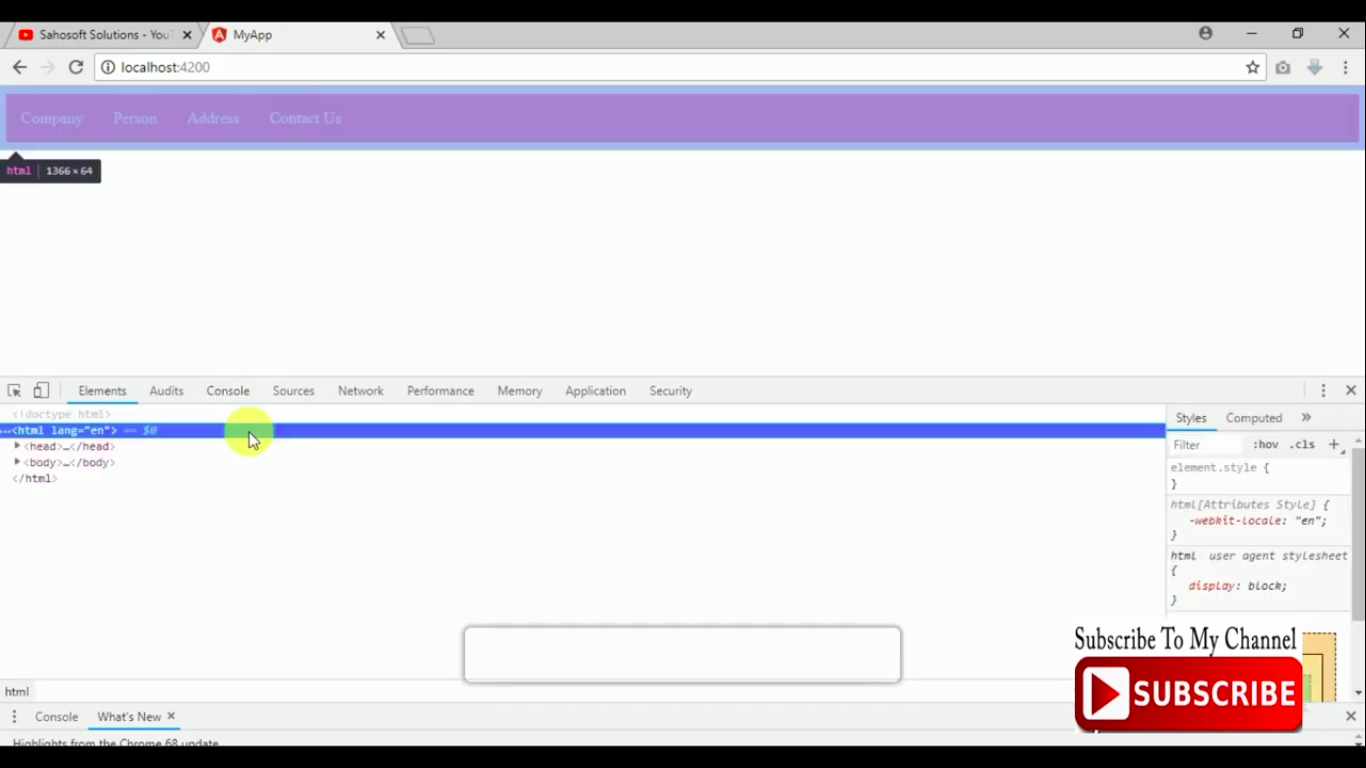 Sahosoft Solutions - YouT
MyApp
localhost:4200
Company Person Address Contact Us
html 1366 × 64
Elements Audits Console Sources Network Performance Memory Application Security
<!doctype html>
…<html lang="en"> == $0
<head>…</head>
<body>…</body>
</html>
Styles Computed »
Filter :hov .cls +
element.style {
}
html[Attributes Style] {
-webkit-locale: "en";
}
html user agent stylesheet
{
display: block;
}
Subscribe To My Channel
SUBSCRIBE
html
Console What's New
Highlights from the Chrome 68 update